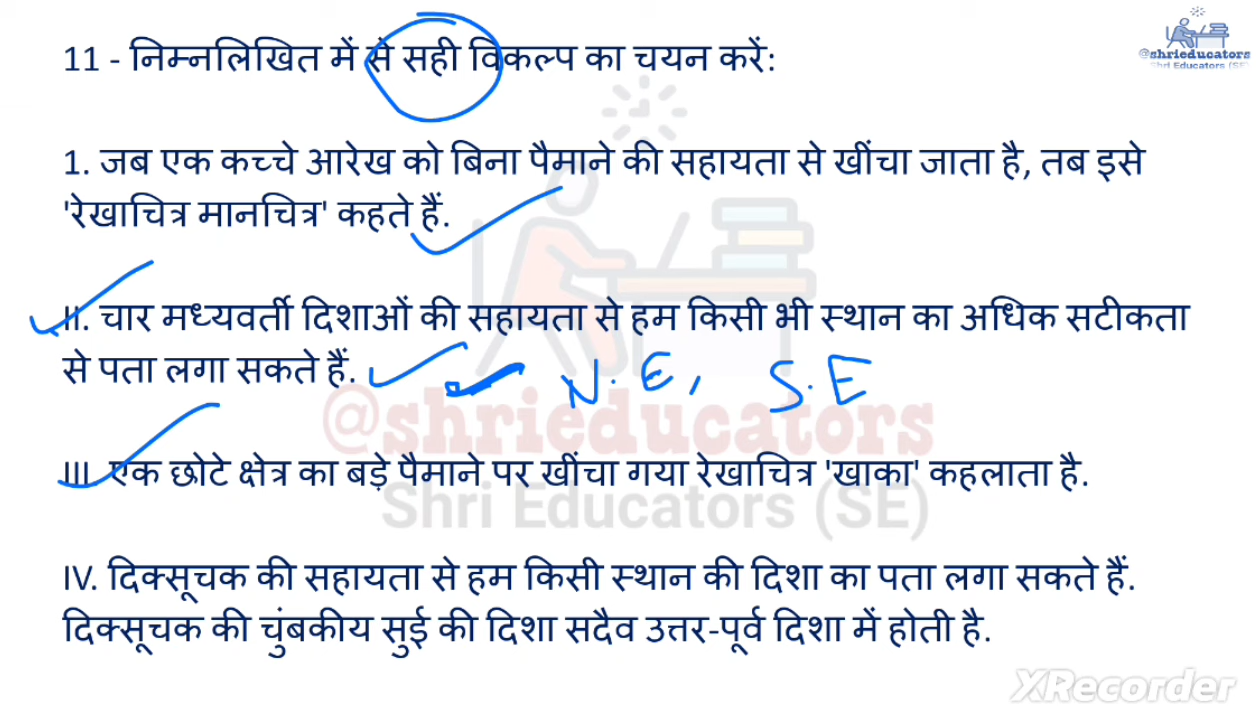 @shrieducators
Shri Educators (SE)
11 - निम्नलिखित में से सही विकल्प का चयन करें:
1. जब एक कच्चे आरेख को बिना पैमाने की सहायता से खींचा जाता है, तब इसे
'रेखाचित्र मानचित्र' कहते हैं.
II. चार मध्यवर्ती दिशाओं की सहायता से हम किसी भी स्थान का अधिक सटीकता
से पता लगा सकते हैं.
N.E, S.E
@shrieducators
III. एक छोटे क्षेत्र का बड़े पैमाने पर खींचा गया रेखाचित्र 'खाका' कहलाता है.
Shri Educators (SE)
IV. दिक्सूचक की सहायता से हम किसी स्थान की दिशा का पता लगा सकते हैं.
दिक्सूचक की चुंबकीय सुई की दिशा सदैव उत्तर-पूर्व दिशा में होती है.
XRecorder